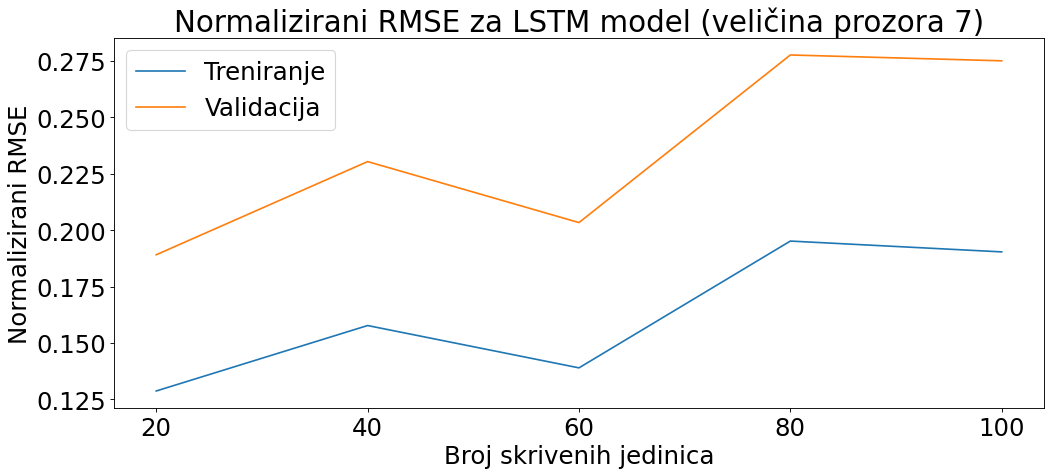 Normalizirani RMSE za LSTM model (veličina prozora 7)
Treniranje
Validacija
Normalizirani RMSE
0.275
0.250
0.225
0.200
0.175
0.150
0.125
20 40 60 80 100
Broj skrivenih jedinica